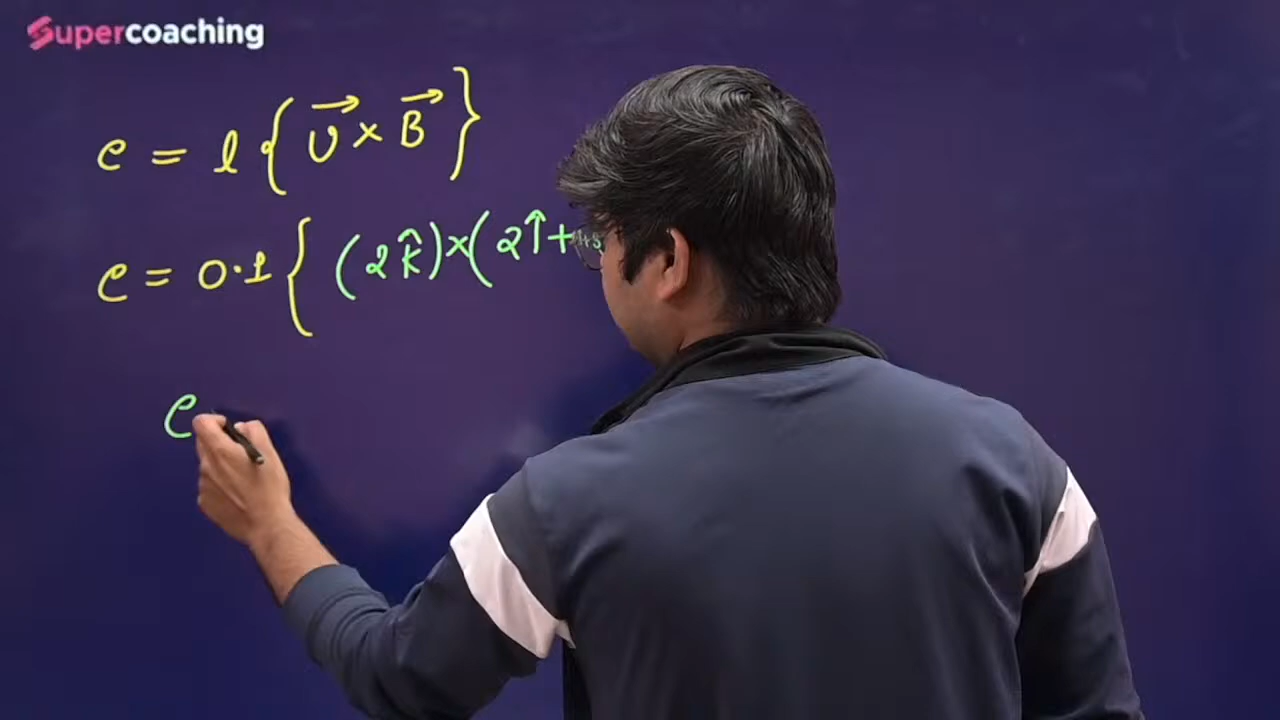 Supercoaching
e = l { v⃗ × B⃗ }
e = 0.1 { (2k̂) × (2î +
e